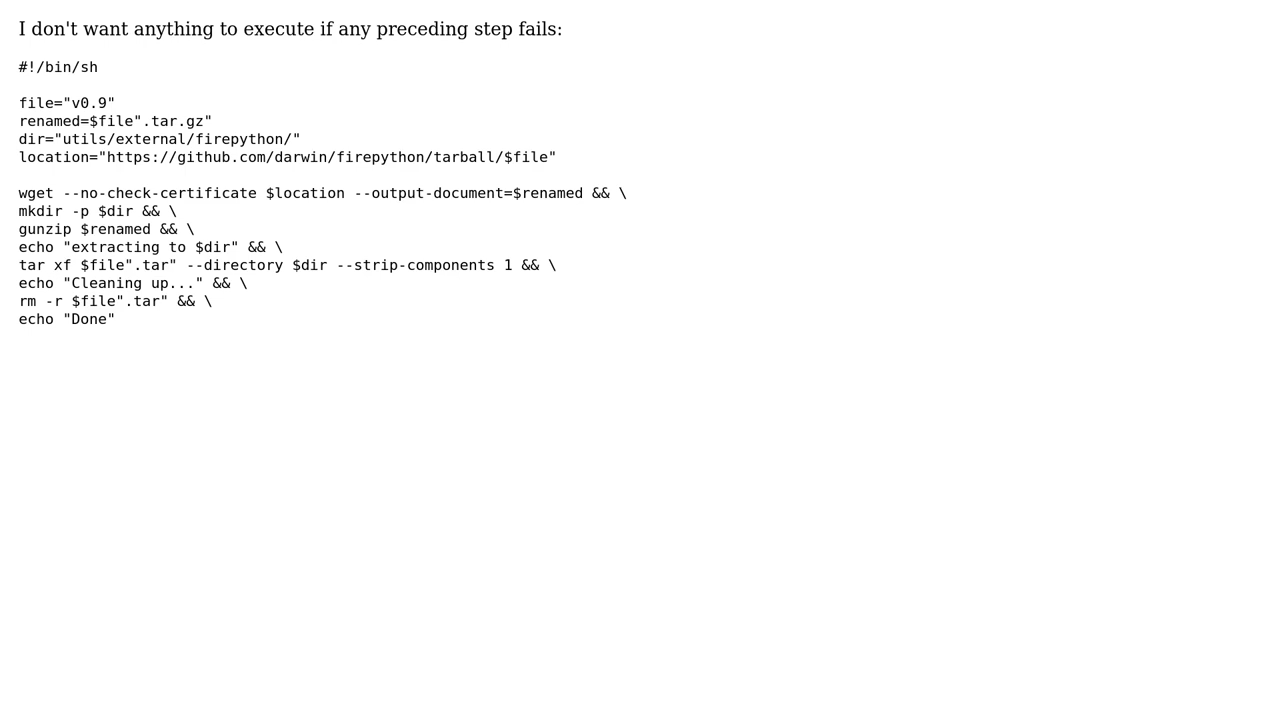 I don't want anything to execute if any preceding step fails:
#!/bin/sh
file="v0.9"
renamed=$file".tar.gz"
dir="utils/external/firepython/"
location="https://github.com/darwin/firepython/tarball/$file"
wget --no-check-certificate $location --output-document=$renamed && \
mkdir -p $dir && \
gunzip $renamed && \
echo "extracting to $dir" && \
tar xf $file".tar" --directory $dir --strip-components 1 && \
echo "Cleaning up..." && \
rm -r $file".tar" && \
echo "Done"